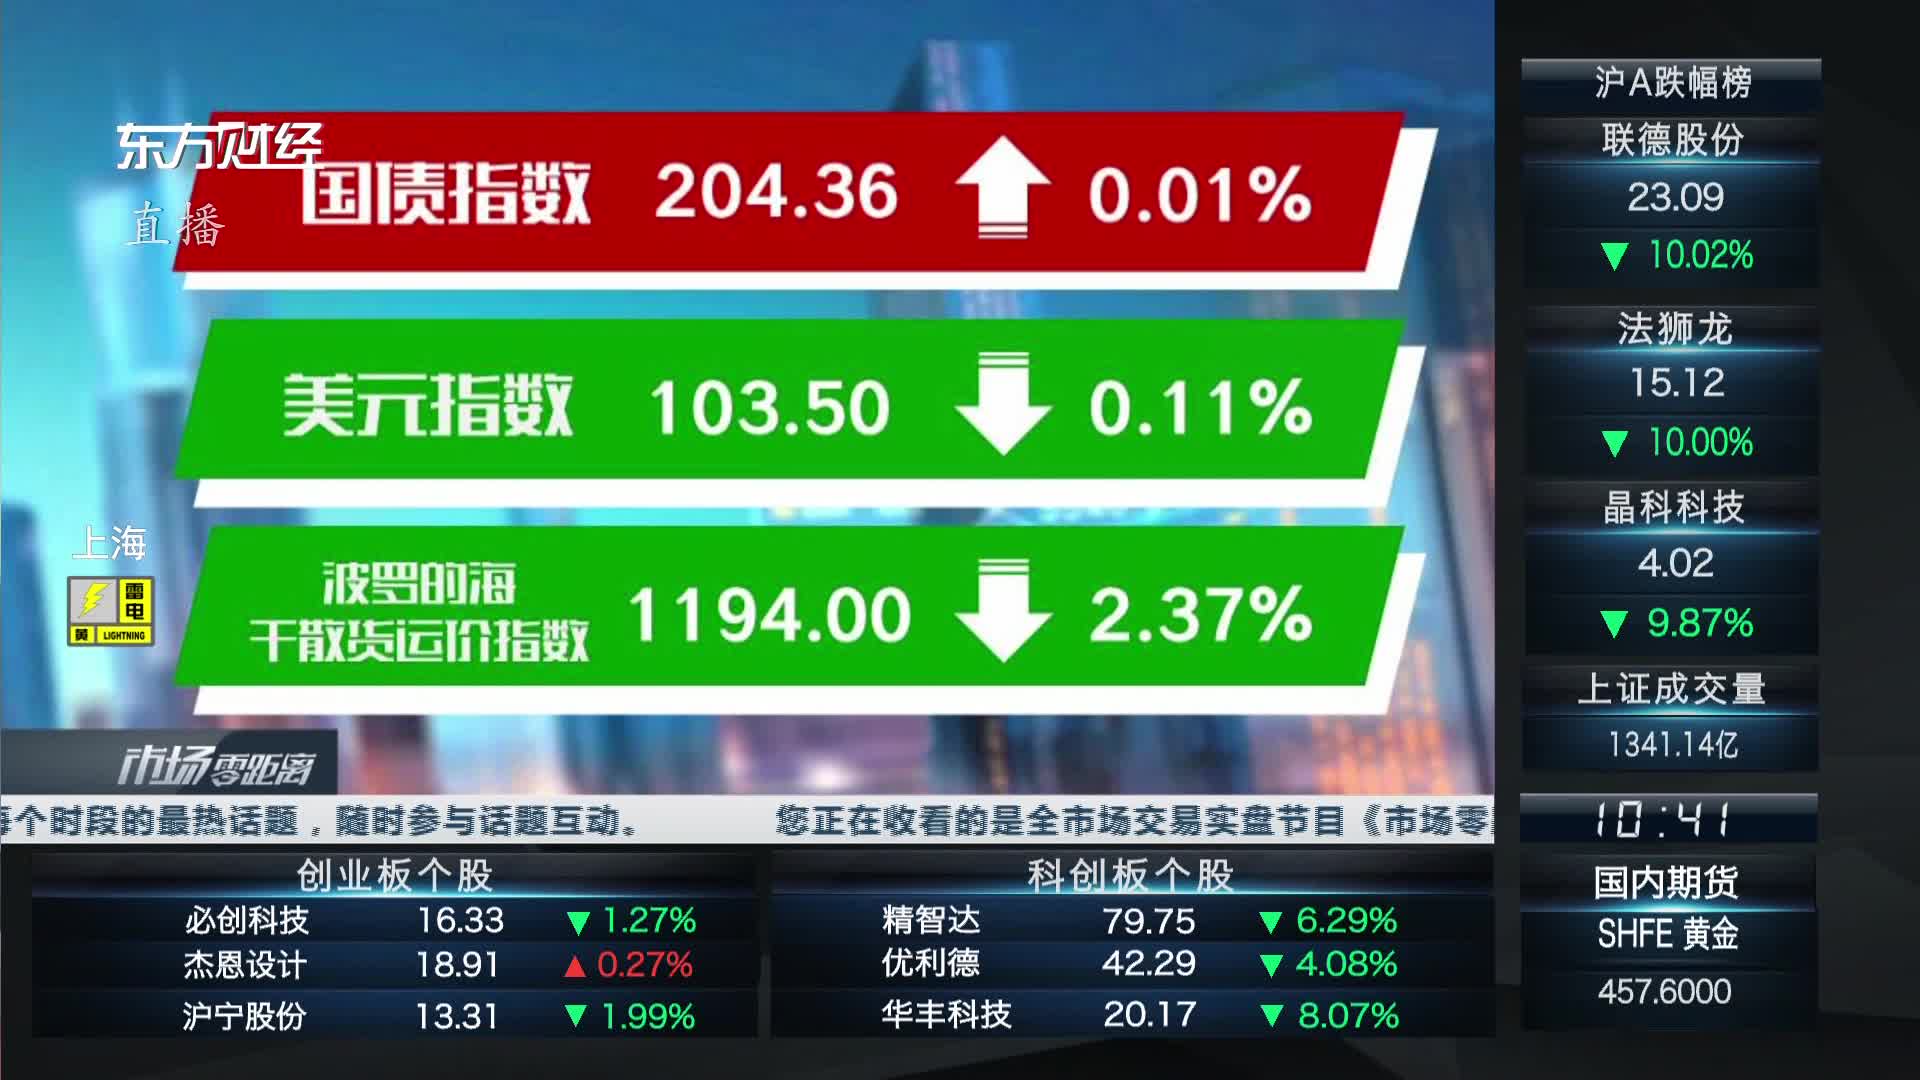 东方财经
直播
国债指数 204.36 0.01%
美元指数 103.50 0.11%
波罗的海
干散货运价指数 1194.00 2.37%
上海
雷电
黄 LIGHTNING
市场零距离
个时段的最热话题，随时参与话题互动。 您正在收看的是全市场交易实盘节目《市场零
创业板个股
必创科技 16.33 ▼ 1.27%
杰恩设计 18.91 ▲ 0.27%
沪宁股份 13.31 ▼ 1.99%
科创板个股
精智达 79.75 ▼ 6.29%
优利德 42.29 ▼ 4.08%
华丰科技 20.17 ▼ 8.07%
沪A跌幅榜
联德股份
23.09
▼ 10.02%
法狮龙
15.12
▼ 10.00%
晶科科技
4.02
▼ 9.87%
上证成交量
1341.14亿
10:41
国内期货
SHFE 黄金
457.6000